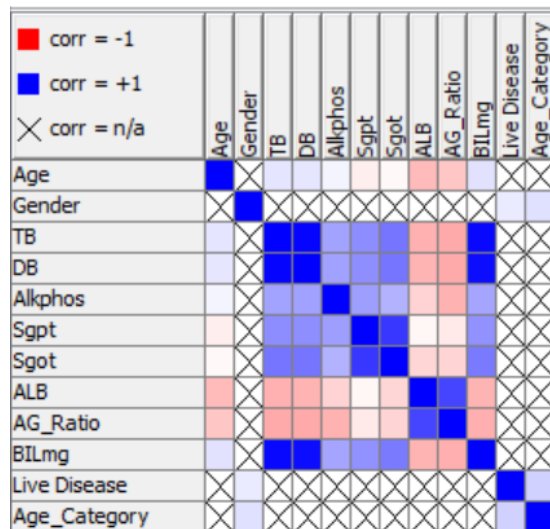 corr = -1
corr = +1
corr = n/a
Age
Gender
TB
DB
Alkphos
Sgpt
Sgot
ALB
AG_Ratio
BILmg
Live Disease
Age_Category
Age
Gender
TB
DB
Alkphos
Sgpt
Sgot
ALB
AG_Ratio
BILmg
Live Disease
Age_Category